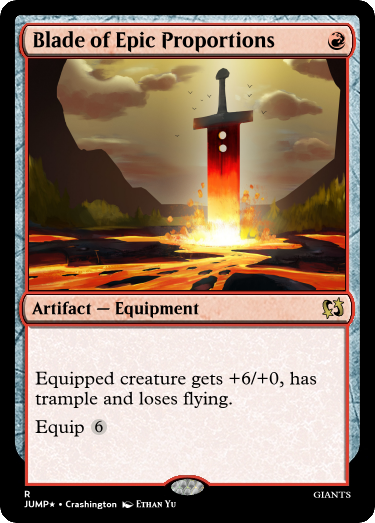 Blade of Epic Proportions
Artifact — Equipment
Equipped creature gets +6/+0, has
trample and loses flying.
Equip 6
R
JUMP★ • Crashington Ethan Yu
GIANTS